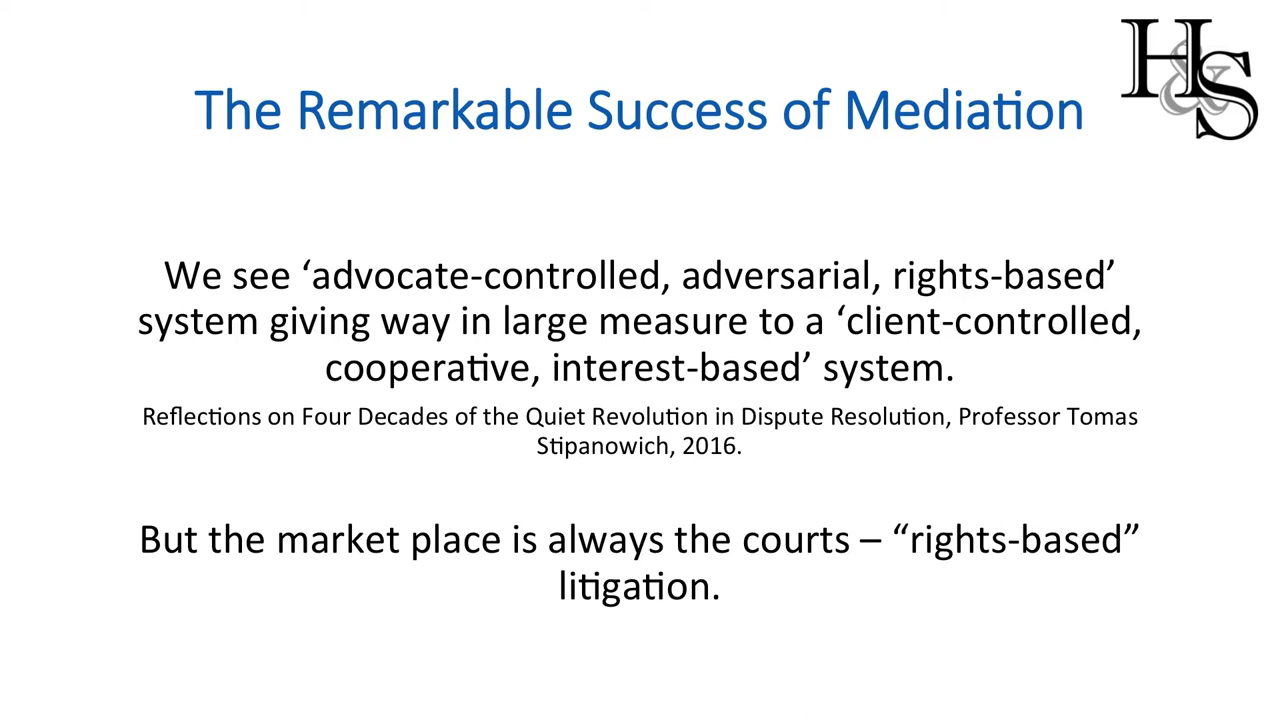 H&S
The Remarkable Success of Mediation
We see ‘advocate-controlled, adversarial, rights-based’
system giving way in large measure to a ‘client-controlled,
cooperative, interest-based’ system.
Reflections on Four Decades of the Quiet Revolution in Dispute Resolution, Professor Tomas
Stipanowich, 2016.
But the market place is always the courts – “rights-based”
litigation.